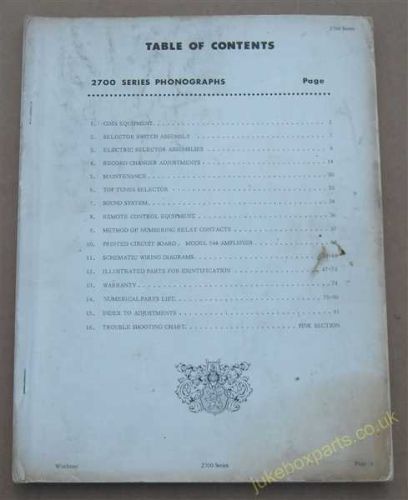 2700 Series
TABLE OF CONTENTS
2700 SERIES PHONOGRAPHS Page
1. COIN EQUIPMENT
2. SELECTOR SWITCH ASSEMBLY
3. ELECTRIC SELECTOR ASSEMBLIES
4. RECORD CHANGER ADJUSTMENTS 14
5. MAINTENANCE
6. TOP TUNES SELECTOR
7. SOUND SYSTEM
8. REMOTE CONTROL EQUIPMENT
9. METHOD OF NUMBERING RELAY CONTACTS
10. PRINTED CIRCUIT BOARD, MODEL 544 AMPLIFIER
11. SCHEMATIC WIRING DIAGRAMS
12. ILLUSTRATED PARTS FOR IDENTIFICATION
13. WARRANTY 74
14. NUMERICAL PARTS LIST
15. INDEX TO ADJUSTMENTS
16. TROUBLE SHOOTING CHART PINK SECTION
Wurlitzer 2700 Series Page
jukeboxparts.co.uk